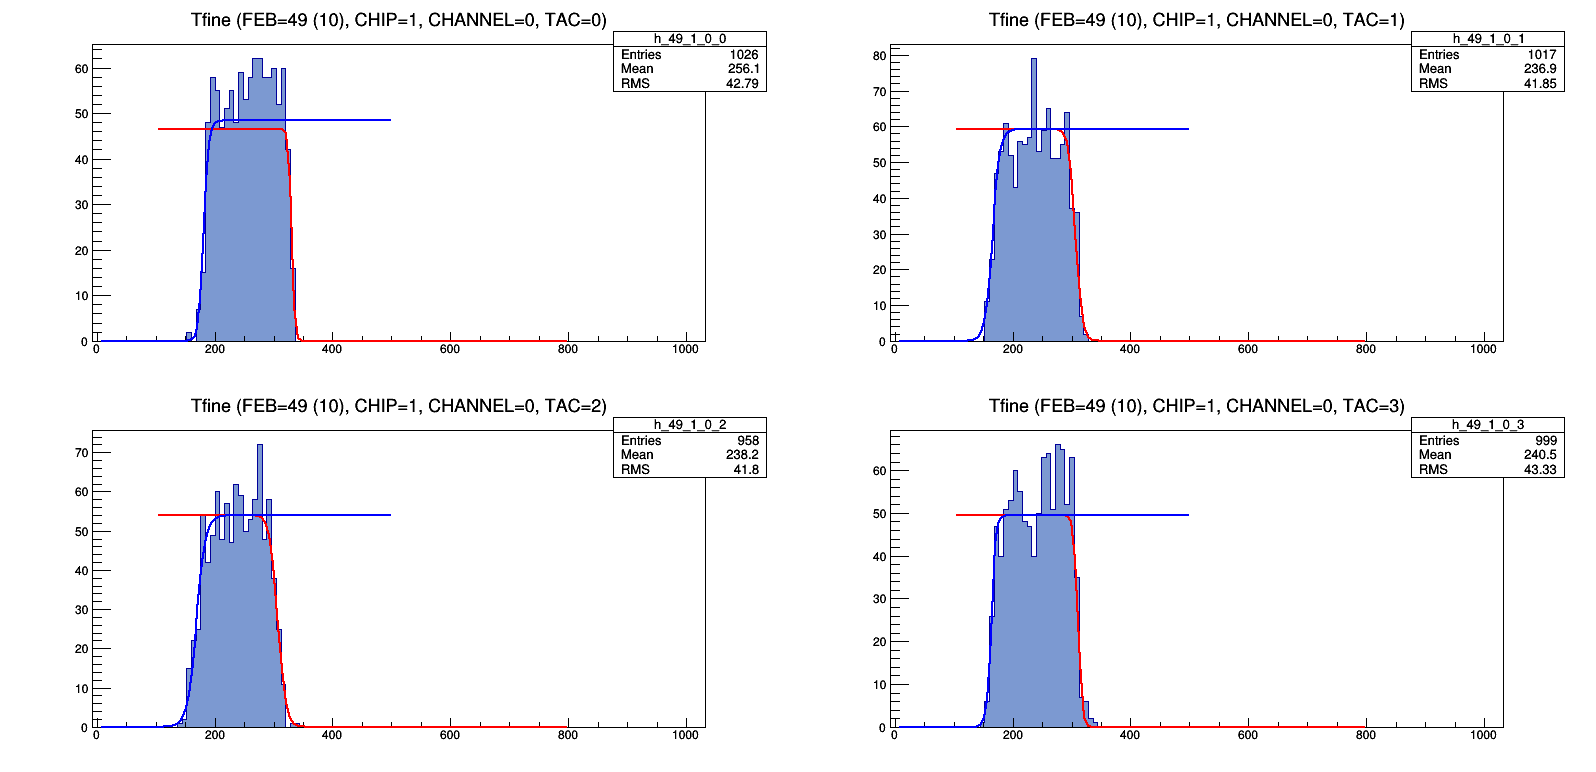 Tfine (FEB=49 (10), CHIP=1, CHANNEL=0, TAC=0)
h_49_1_0_0
Entries 1026
Mean 256.1
RMS 42.79
60
50
40
30
20
10
0
0 200 400 600 800 1000
Tfine (FEB=49 (10), CHIP=1, CHANNEL=0, TAC=1)
h_49_1_0_1
Entries 1017
Mean 236.9
RMS 41.85
80
70
60
50
40
30
20
10
0
0 200 400 600 800 1000
Tfine (FEB=49 (10), CHIP=1, CHANNEL=0, TAC=2)
h_49_1_0_2
Entries 958
Mean 238.2
RMS 41.8
70
60
50
40
30
20
10
0
0 200 400 600 800 1000
Tfine (FEB=49 (10), CHIP=1, CHANNEL=0, TAC=3)
h_49_1_0_3
Entries 999
Mean 240.5
RMS 43.33
60
50
40
30
20
10
0
0 200 400 600 800 1000